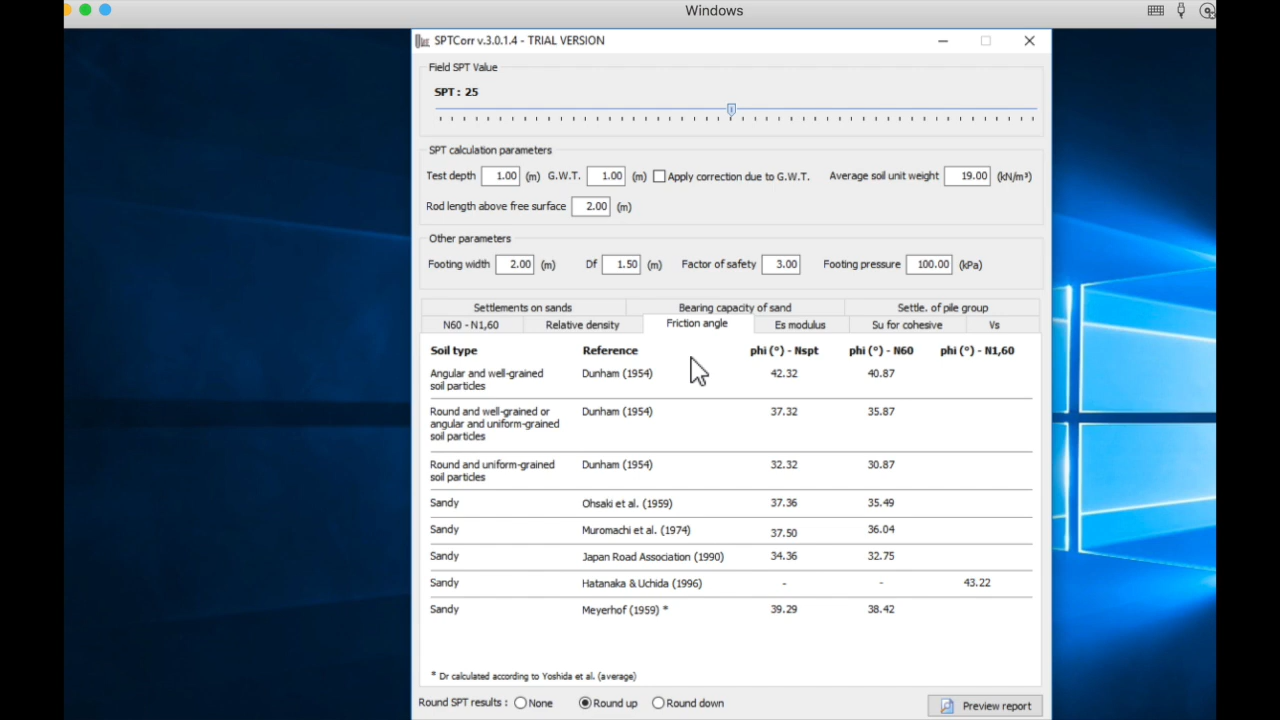 Windows
SPTCorr v.3.0.1.4 - TRIAL VERSION
Field SPT Value
SPT : 25
SPT calculation parameters
Test depth 1.00 (m) G.W.T. 1.00 (m) Apply correction due to G.W.T. Average soil unit weight 19.00 (kN/m³)
Rod length above free surface 2.00 (m)
Other parameters
Footing width 2.00 (m) Df 1.50 (m) Factor of safety 3.00 Footing pressure 100.00 (kPa)
Settlements on sands Bearing capacity of sand Settle. of pile group
N60 - N1,60 Relative density Friction angle Es modulus Su for cohesive Vs
Soil type Reference phi (°) - Nspt phi (°) - N60 phi (°) - N1,60
Angular and well-grained Dunham (1954) 42.32 40.87
soil particles
Round and well-grained or Dunham (1954) 37.32 35.87
angular and uniform-grained
soil particles
Round and uniform-grained Dunham (1954) 32.32 30.87
soil particles
Sandy Ohsaki et al. (1959) 37.36 35.49
Sandy Muromachi et al. (1974) 37.50 36.04
Sandy Japan Road Association (1990) 34.36 32.75
Sandy Hatanaka & Uchida (1996) - - 43.22
Sandy Meyerhof (1959) * 39.29 38.42
* Dr calculated according to Yoshida et al. (average)
Round SPT results : None Round up Round down Preview report